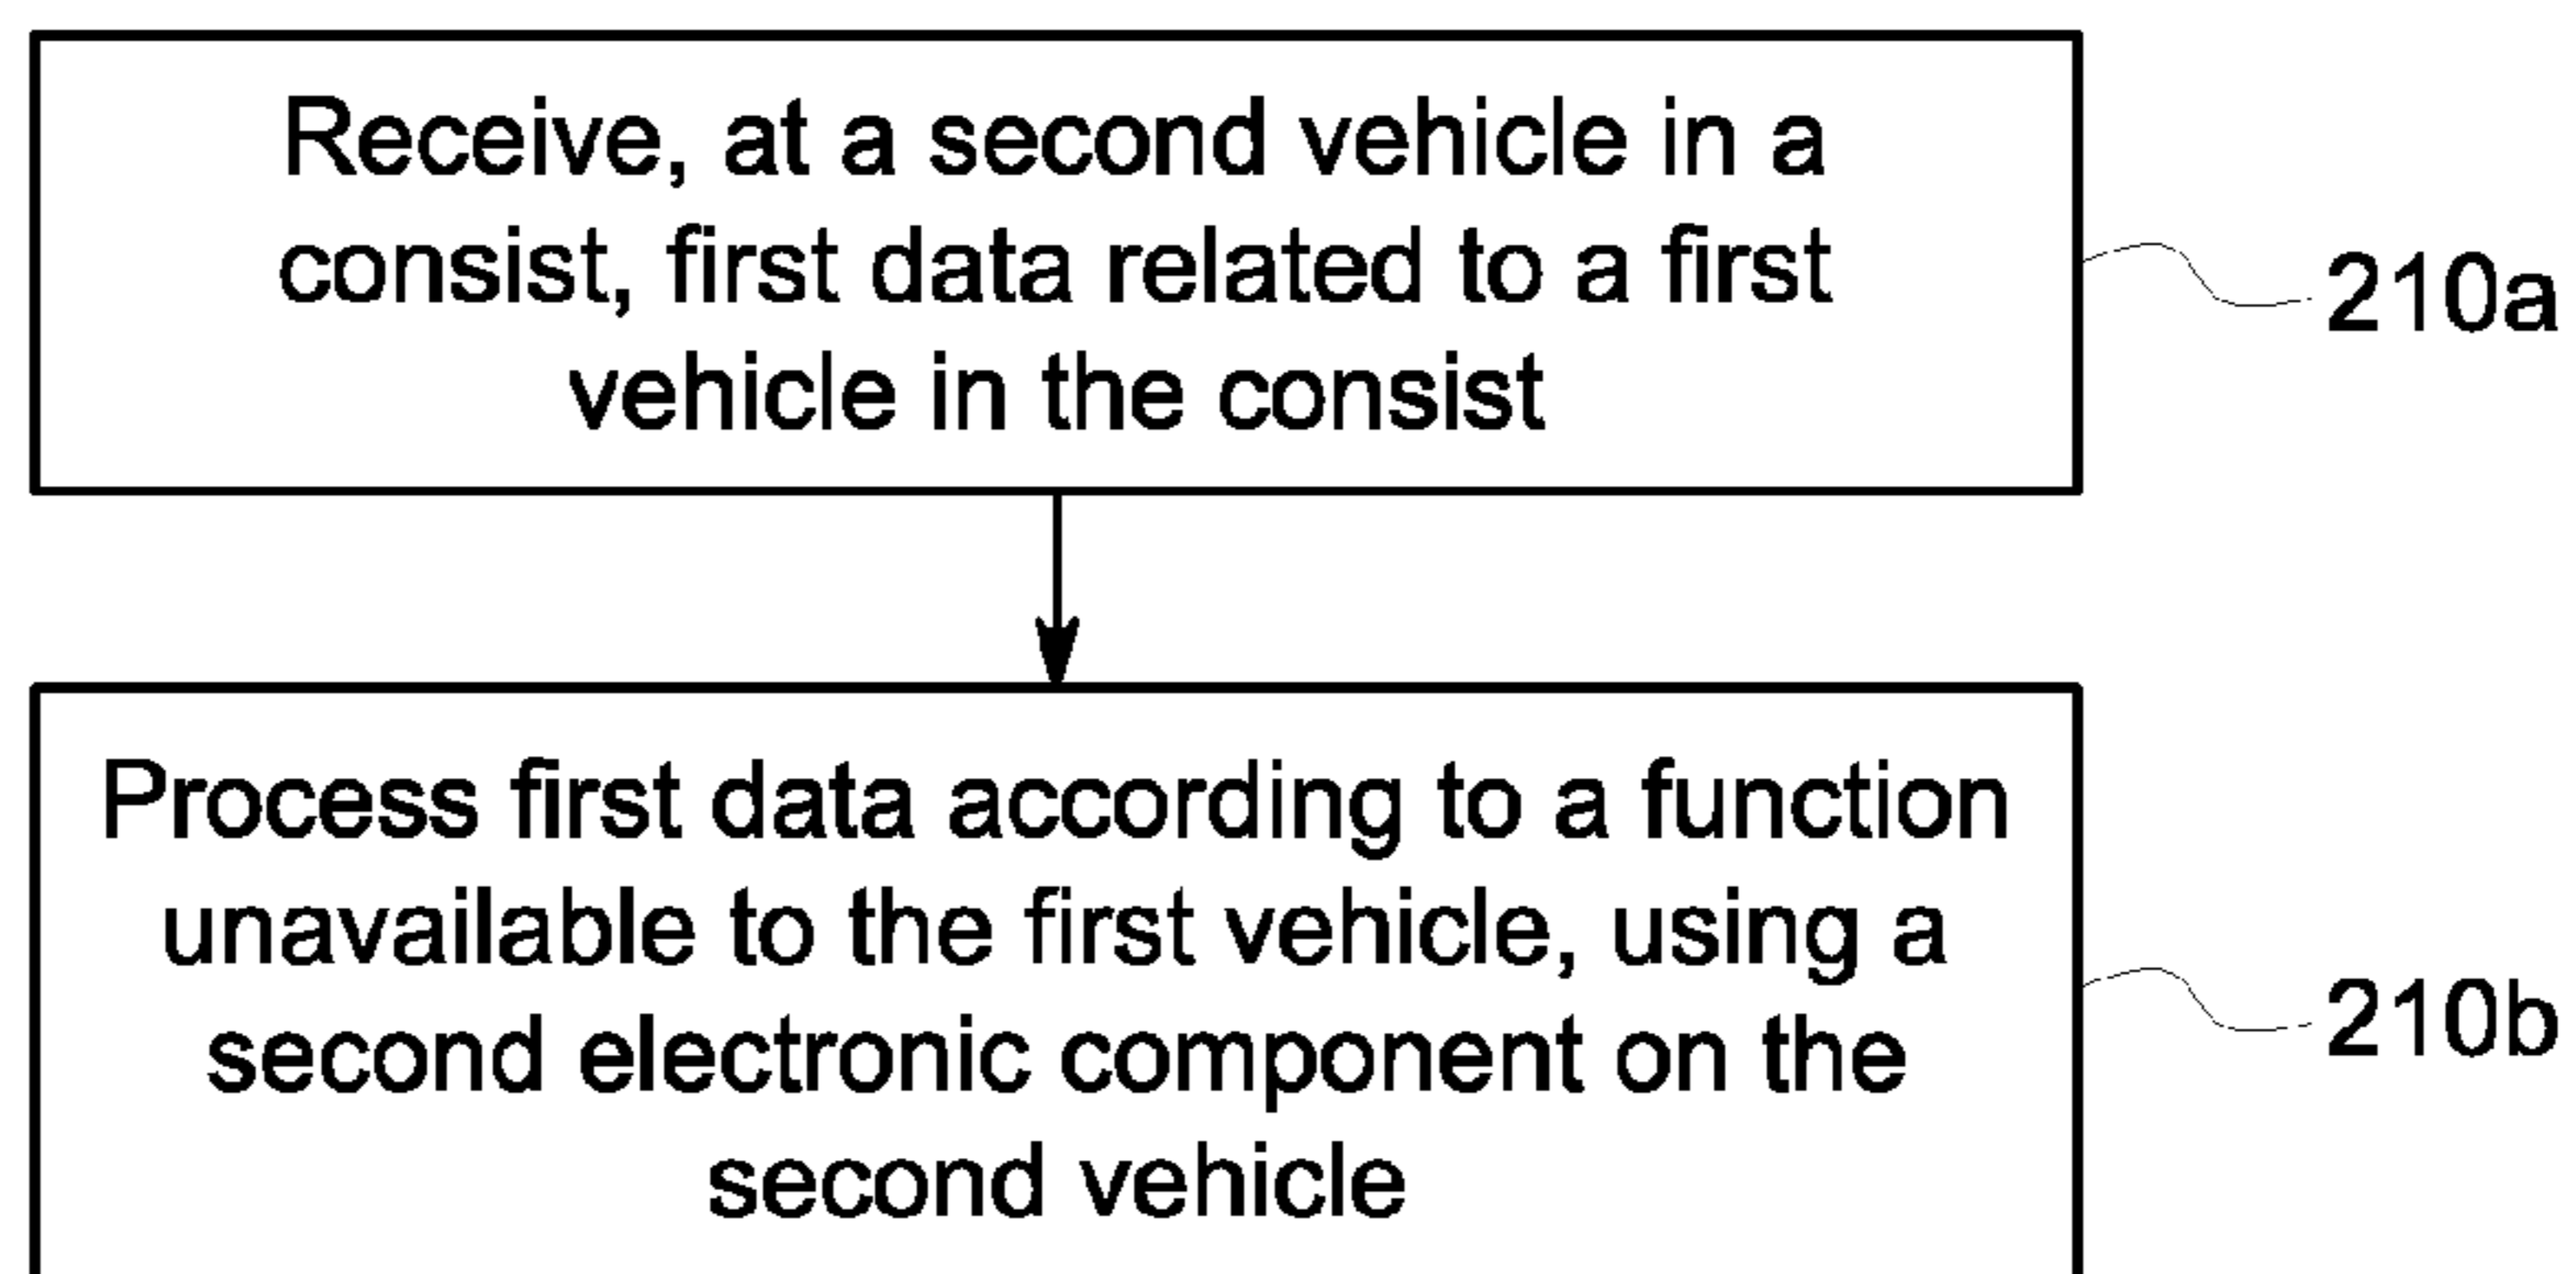 Receive, at a second vehicle in a
consist, first data related to a first
vehicle in the consist
210a
Process first data according to a function
unavailable to the first vehicle, using a
second electronic component on the
second vehicle
210b